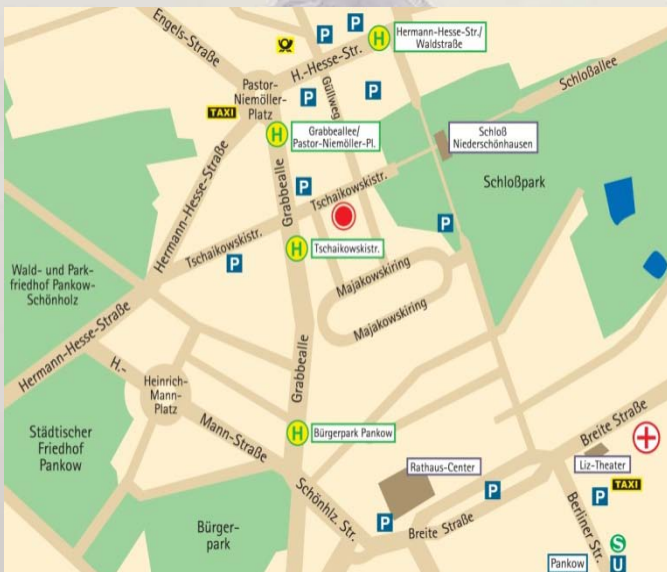 Engels-Straße
P
P
H
Hermann-Hesse-Str./
Waldstraße
H.-Hesse-Str.
Pastor-
Niemöller-
Platz
TAXI
P
Güllweg
P
Schloßallee
H
Grabbeallee/
Pastor-Niemöller-Pl.
Schloß
Niederschönhausen
Hermann-Hesse-Straße
Grabbealle
P
Tschaikowskistr.
Schloßpark
P
Tschaikowskistr.
P
H
Tschaikowskistr.
Wald- und Park-
friedhof Pankow-
Schönholz
Majakowskiring
Majakowskiring
Hermann-Hesse-Straße
H.-
Heinrich-
Mann-
Platz
Grabbealle
Mann-Straße
H
Bürgerpark Pankow
Städtischer
Friedhof
Pankow
Breite Straße
Rathaus-Center
Liz-Theater
TAXI
P
P
Schönhlz. Str.
P
Breite Straße
Berliner Str.
Bürger-
park
S
Pankow
U